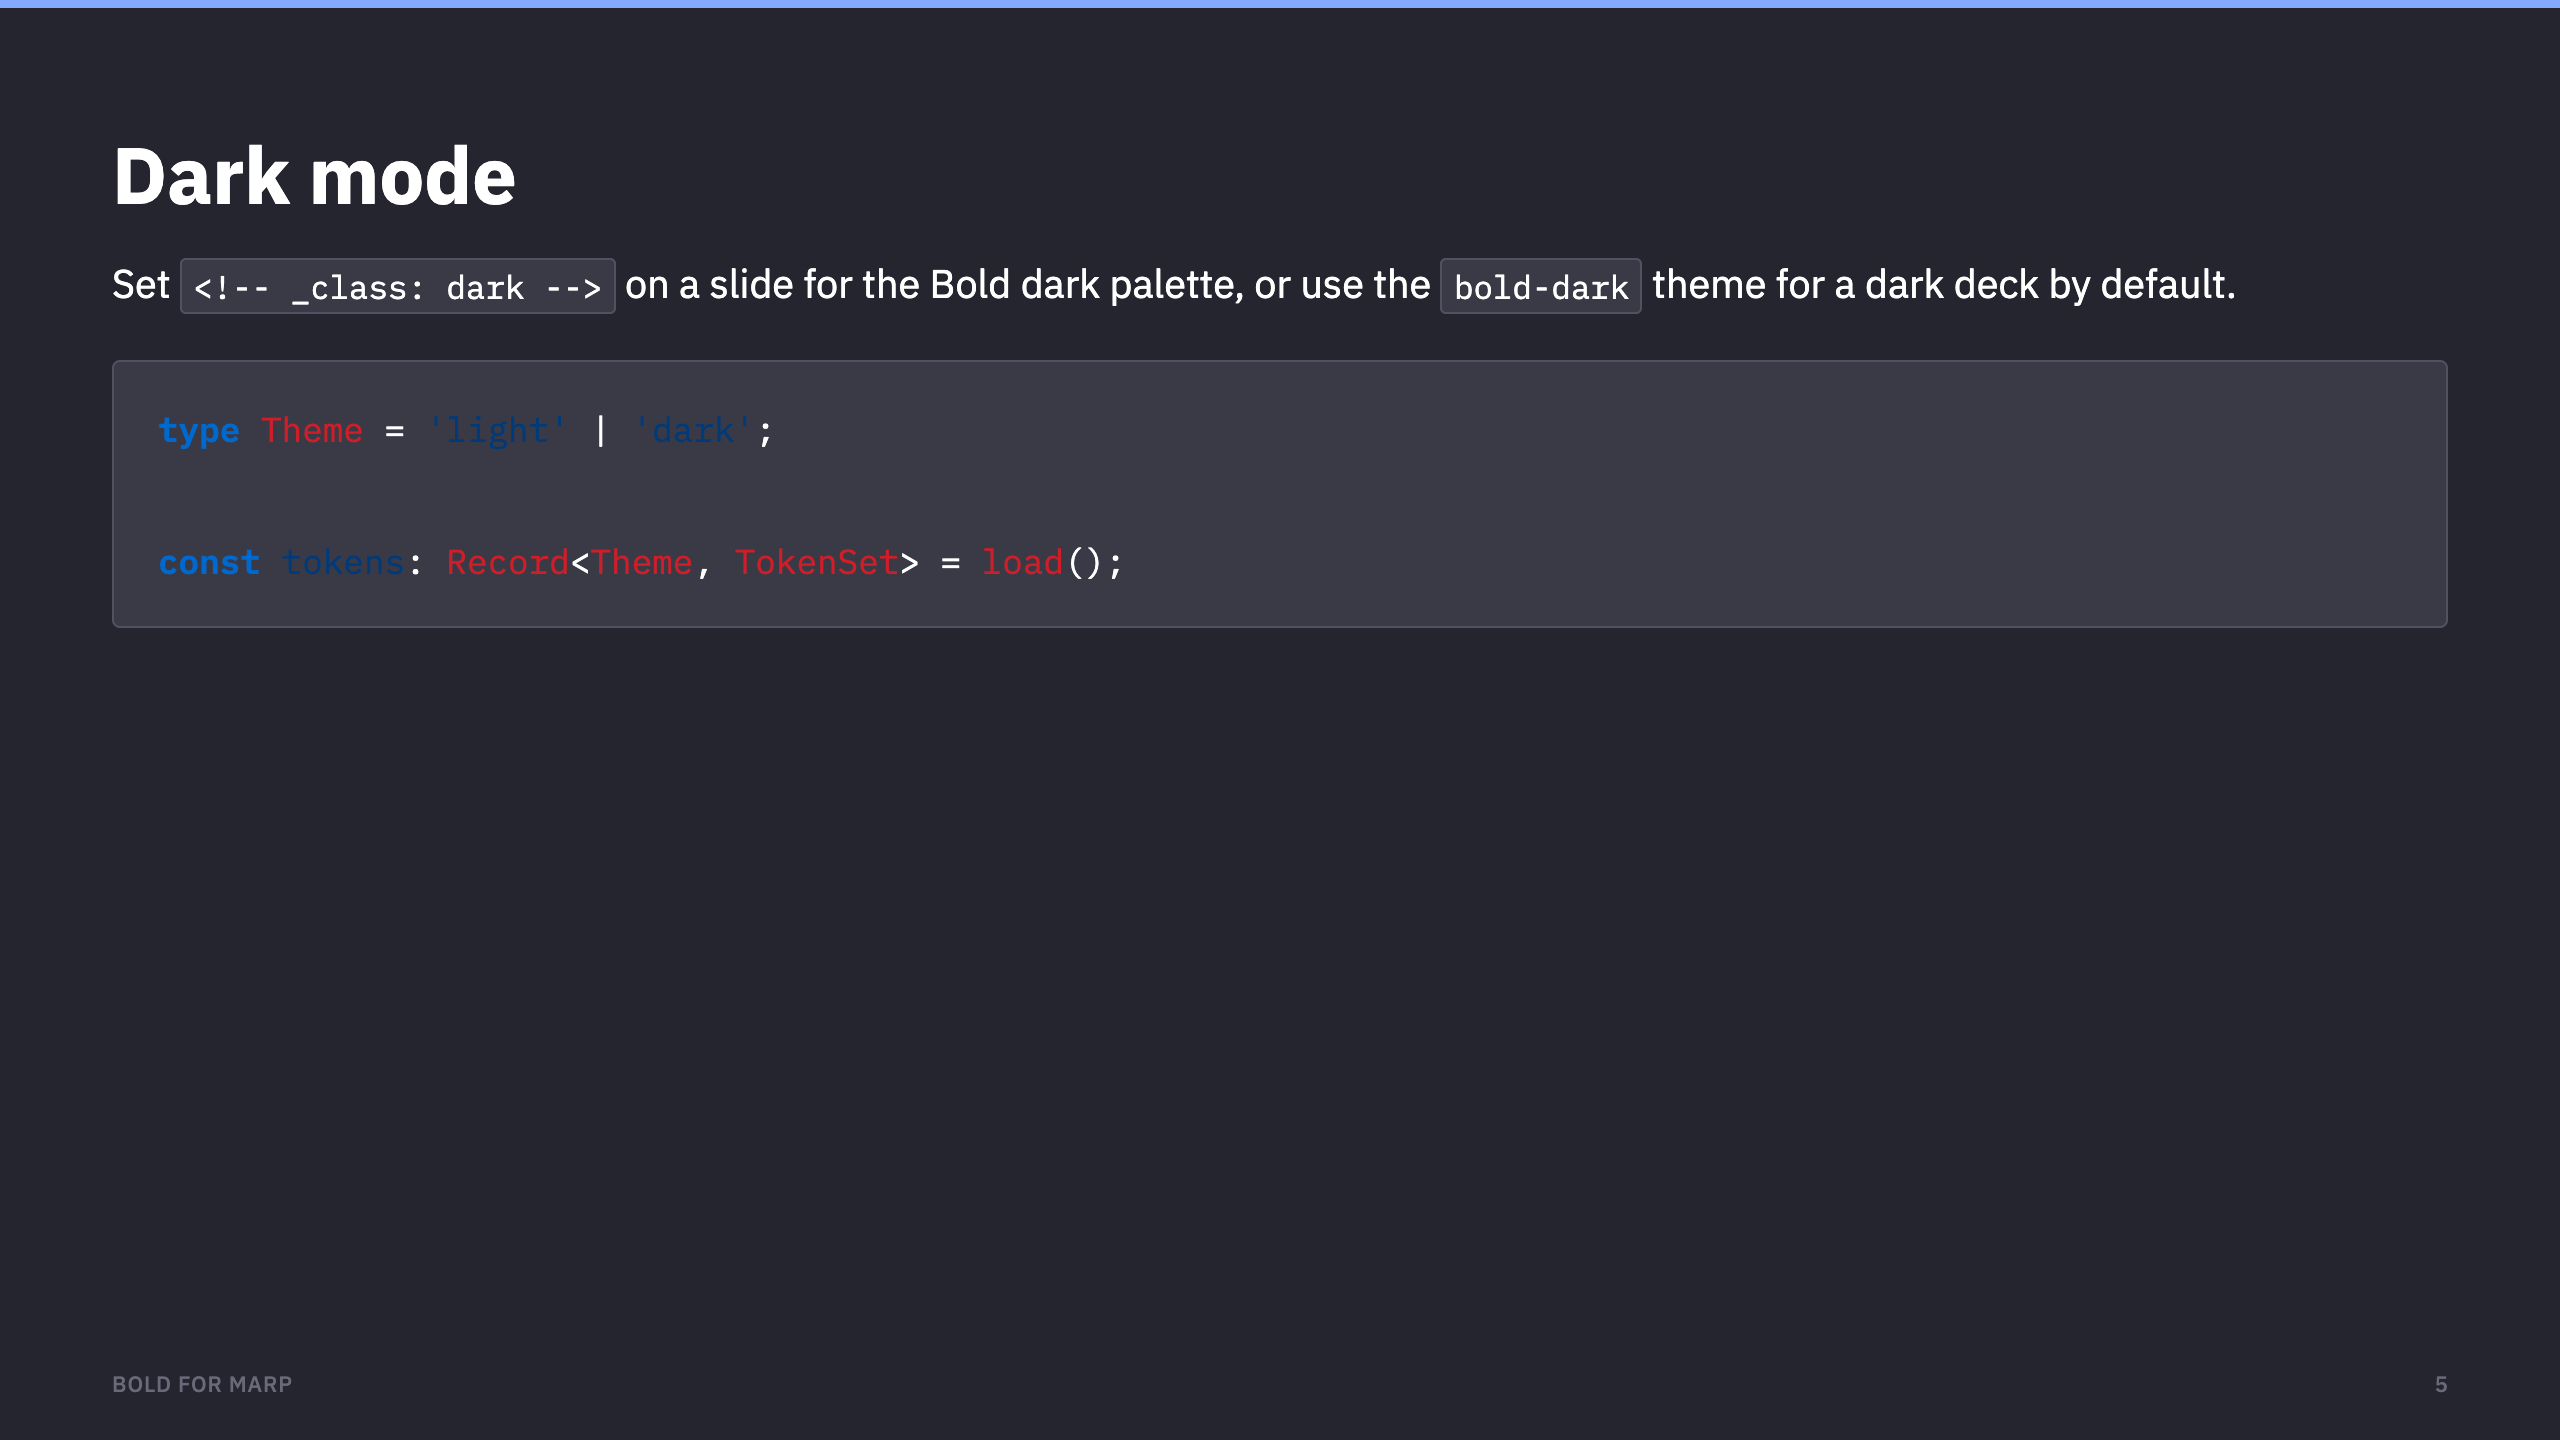 Dark mode
Set <!-- _class: dark --> on a slide for the Bold dark palette, or use the bold-dark theme for a dark deck by default.
type Theme = 'light' | 'dark';
const tokens: Record<Theme, TokenSet> = load();
BOLD FOR MARP
5